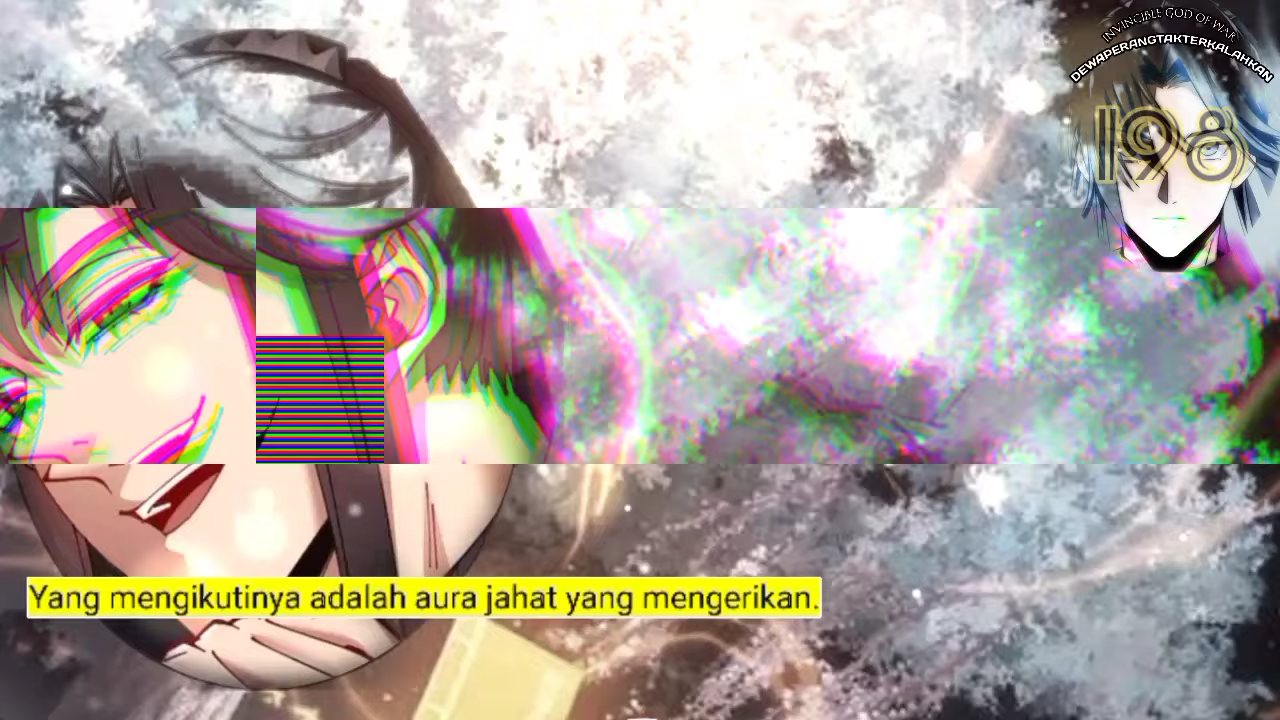 INVINCIBLE GOD OF WAR
DEWAPERANGTAKTERKALAHKAN
198
Yang mengikutinya adalah aura jahat yang mengerikan.